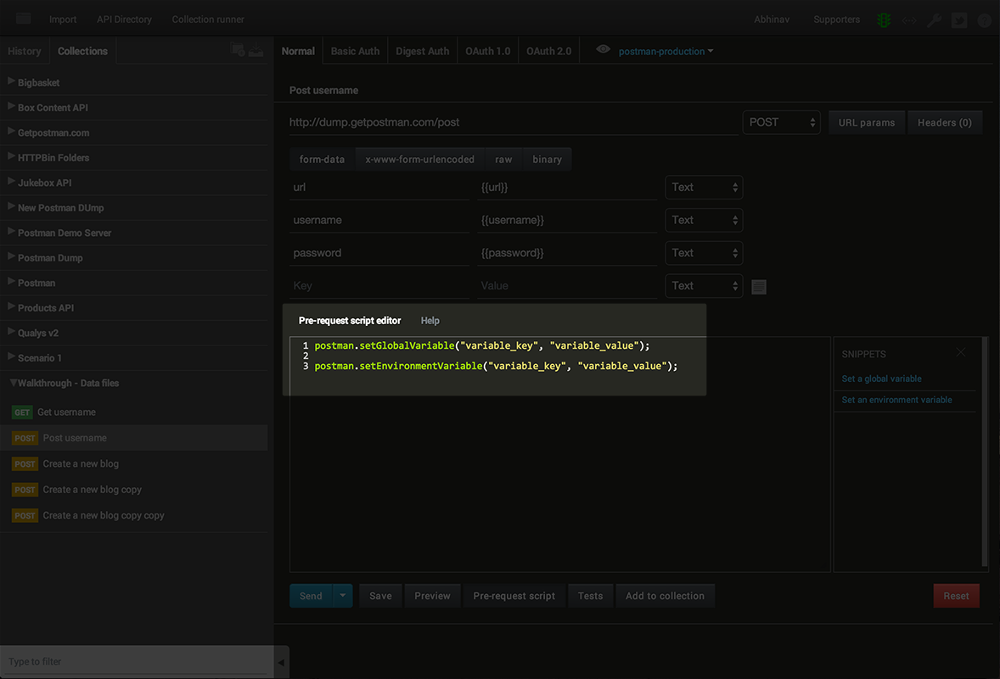 Import API Directory Collection runner Abhinav Supporters
History Collections
Normal Basic Auth Digest Auth OAuth 1.0 OAuth 2.0 postman-production
Bigbasket
Box Content API
Getpostman.com
HTTPBin Folders
Jukebox API
New Postman DUmp
Postman Demo Server
Postman Dump
Postman
Products API
Qualys v2
Scenario 1
Walkthrough - Data files
GET Get username
POST Post username
POST Create a new blog
POST Create a new blog copy
POST Create a new blog copy copy
Type to filter
Post username
http://dump.getpostman.com/post POST URL params Headers (0)
form-data x-www-form-urlencoded raw binary
url {{url}} Text
username {{username}} Text
password {{password}} Text
Key Value Text
Pre-request script editor Help
1 postman.setGlobalVariable("variable_key", "variable_value");
2
3 postman.setEnvironmentVariable("variable_key", "variable_value");
SNIPPETS
Set a global variable
Set an environment variable
Send Save Preview Pre-request script Tests Add to collection Reset